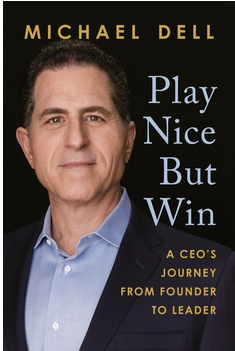 MICHAEL DELL
Play
Nice
But
Win
A CEO'S
JOURNEY
FROM FOUNDER
TO LEADER